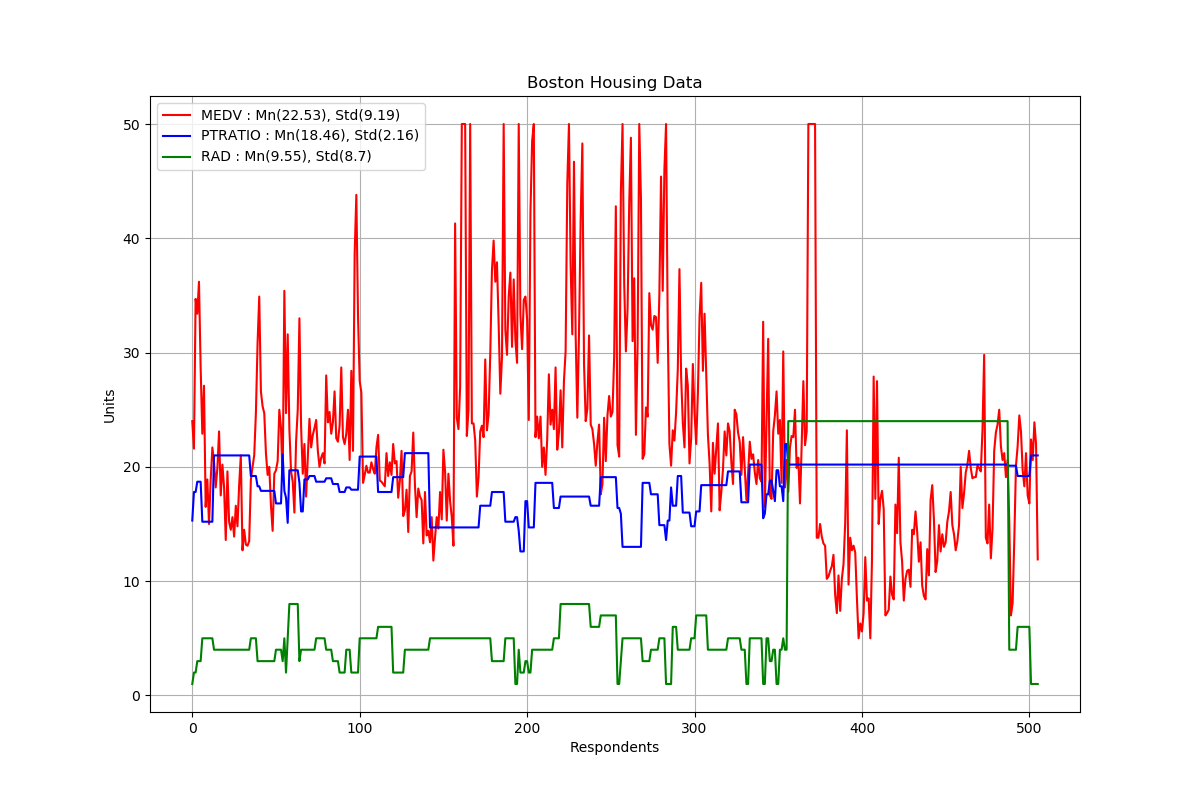 Boston Housing Data
MEDV : Mn(22.53), Std(9.19)
PTRATIO : Mn(18.46), Std(2.16)
RAD : Mn(9.55), Std(8.7)
Units
50
40
30
20
10
0
0 100 200 300 400 500
Respondents